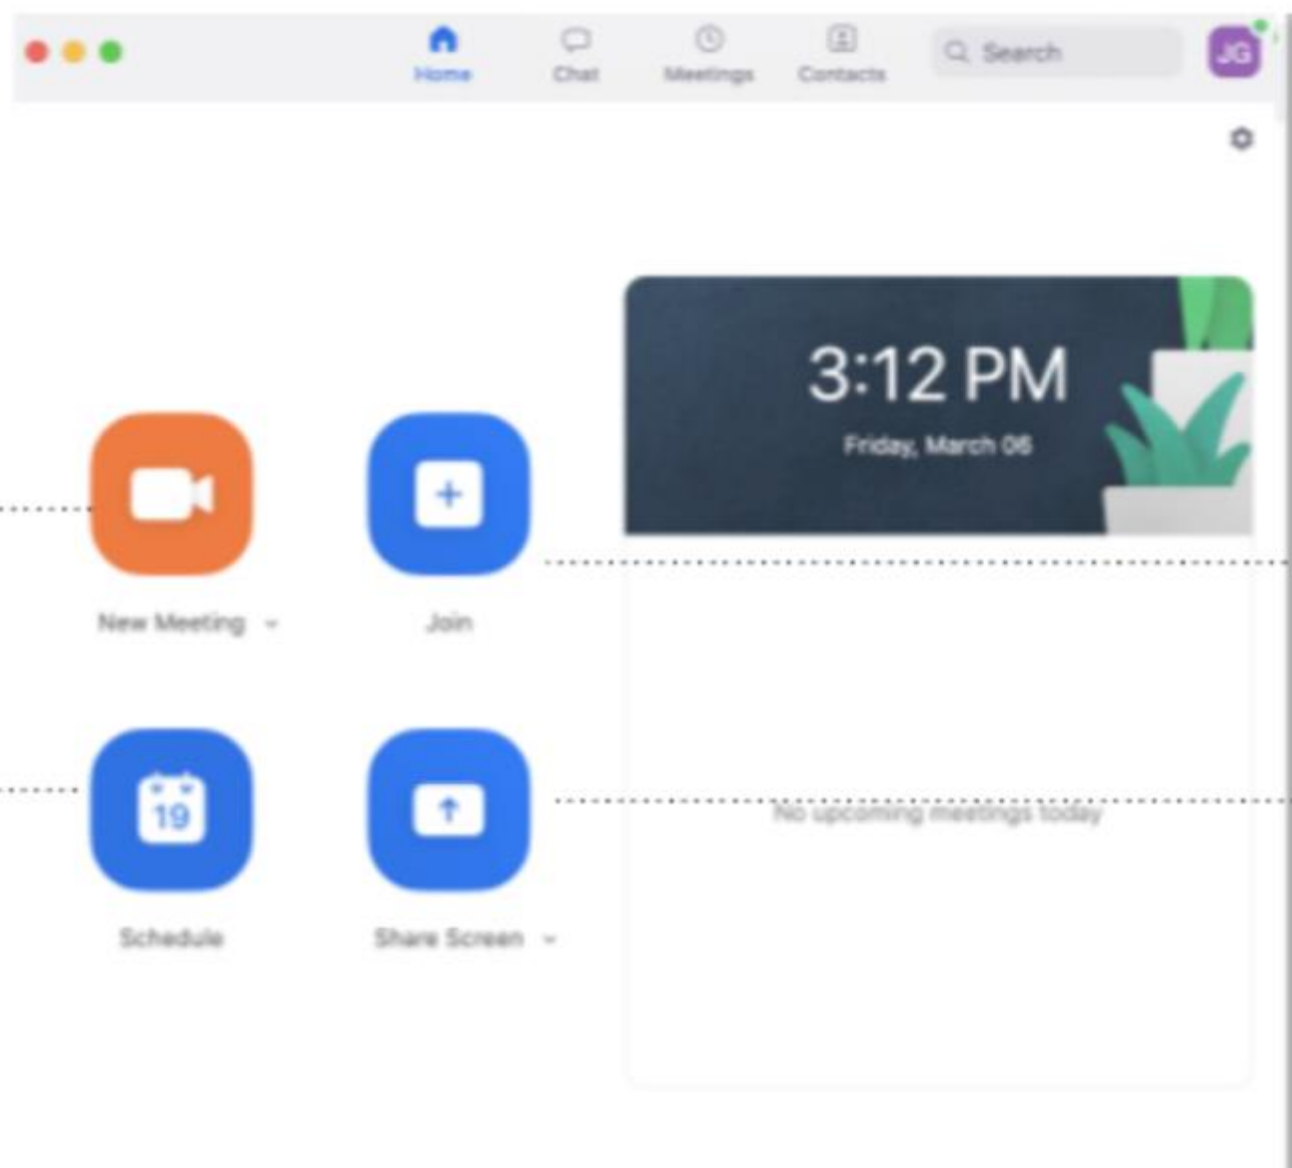 Home
Chat
Meetings
Contacts
Search
JG
3:12 PM
Friday, March 06
New Meeting
Join
19
No upcoming meetings today
Schedule
Share Screen